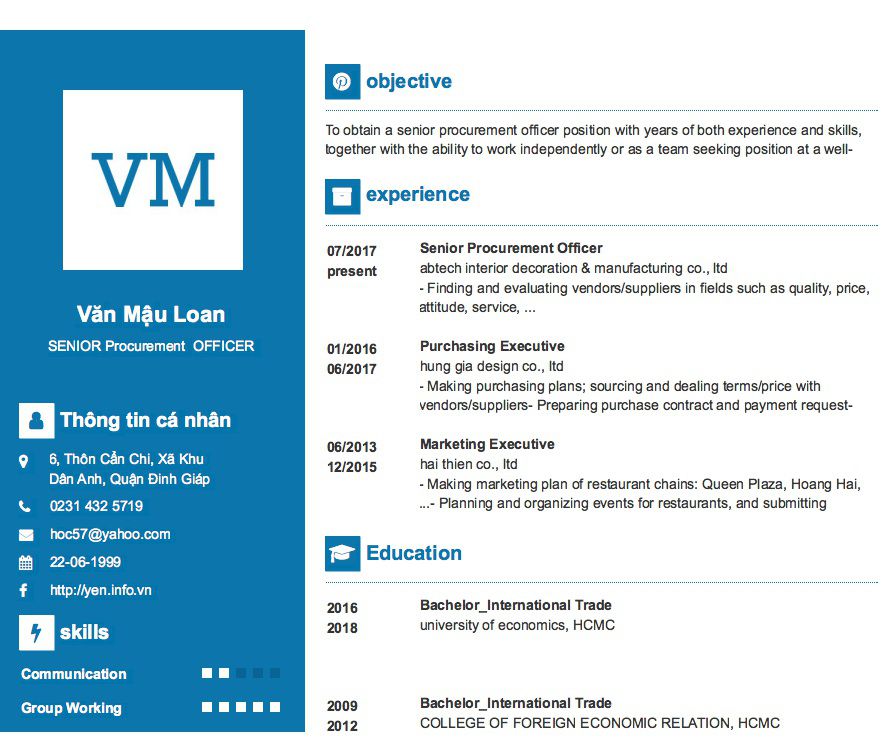 VM
Văn Mậu Loan
SENIOR Procurement OFFICER
Thông tin cá nhân
6, Thôn Cẩn Chi, Xã Khu
Dân Anh, Quận Đinh Giáp
0231 432 5719
hoc57@yahoo.com
22-06-1999
http://yen.info.vn
skills
Communication
Group Working
objective
To obtain a senior procurement officer position with years of both experience and skills,
together with the ability to work independently or as a team seeking position at a well-
experience
07/2017
present
Senior Procurement Officer
abtech interior decoration & manufacturing co., ltd
- Finding and evaluating vendors/suppliers in fields such as quality, price,
attitude, service, ...
01/2016
06/2017
Purchasing Executive
hung gia design co., ltd
- Making purchasing plans; sourcing and dealing terms/price with
vendors/suppliers- Preparing purchase contract and payment request-
06/2013
12/2015
Marketing Executive
hai thien co., ltd
- Making marketing plan of restaurant chains: Queen Plaza, Hoang Hai,
...- Planning and organizing events for restaurants, and submitting
Education
2016
2018
Bachelor_International Trade
university of economics, HCMC
2009
2012
Bachelor_International Trade
COLLEGE OF FOREIGN ECONOMIC RELATION, HCMC